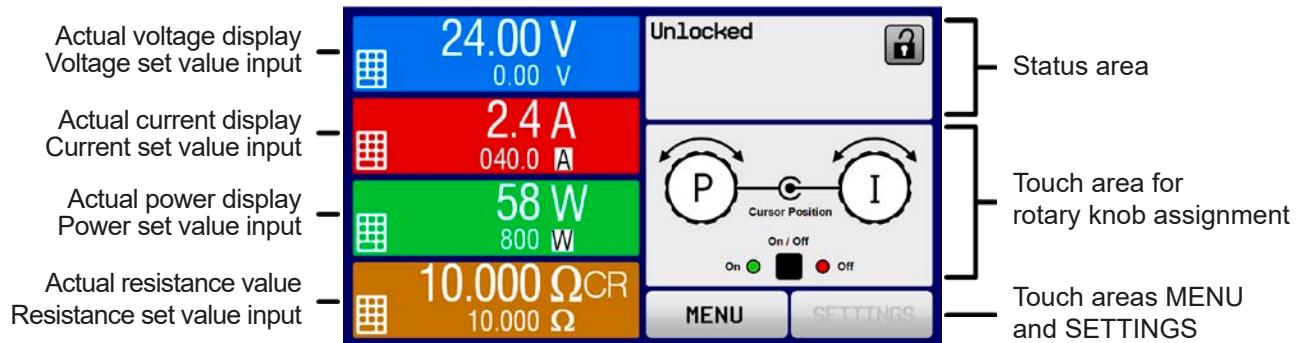 Actual voltage display
Voltage set value input
Actual current display
Current set value input
Actual power display
Power set value input
Actual resistance value
Resistance set value input
24.00 V
0.00 V
2.4 A
040.0 A
58 W
800 W
10.000 ΩCR
10.000 Ω
Unlocked
P
I
Cursor Position
On / Off
On
Off
MENU
SETTINGS
Status area
Touch area for
rotary knob assignment
Touch areas MENU
and SETTINGS